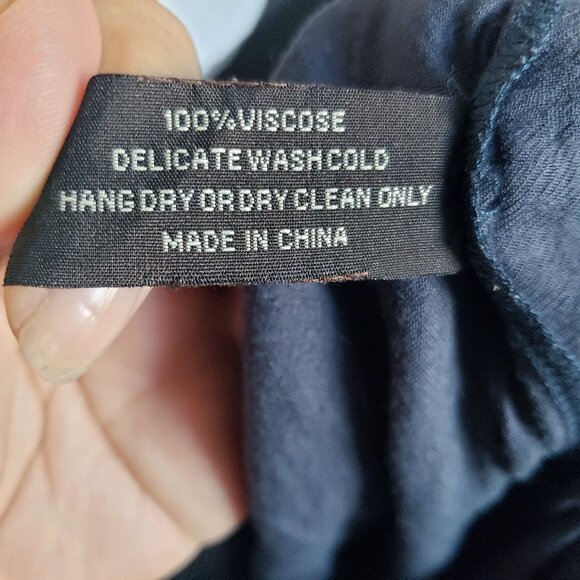 100%VISCOSE
DELICATE WASH COLD
HANG DRY OR DRY CLEAN ONLY
MADE IN CHINA